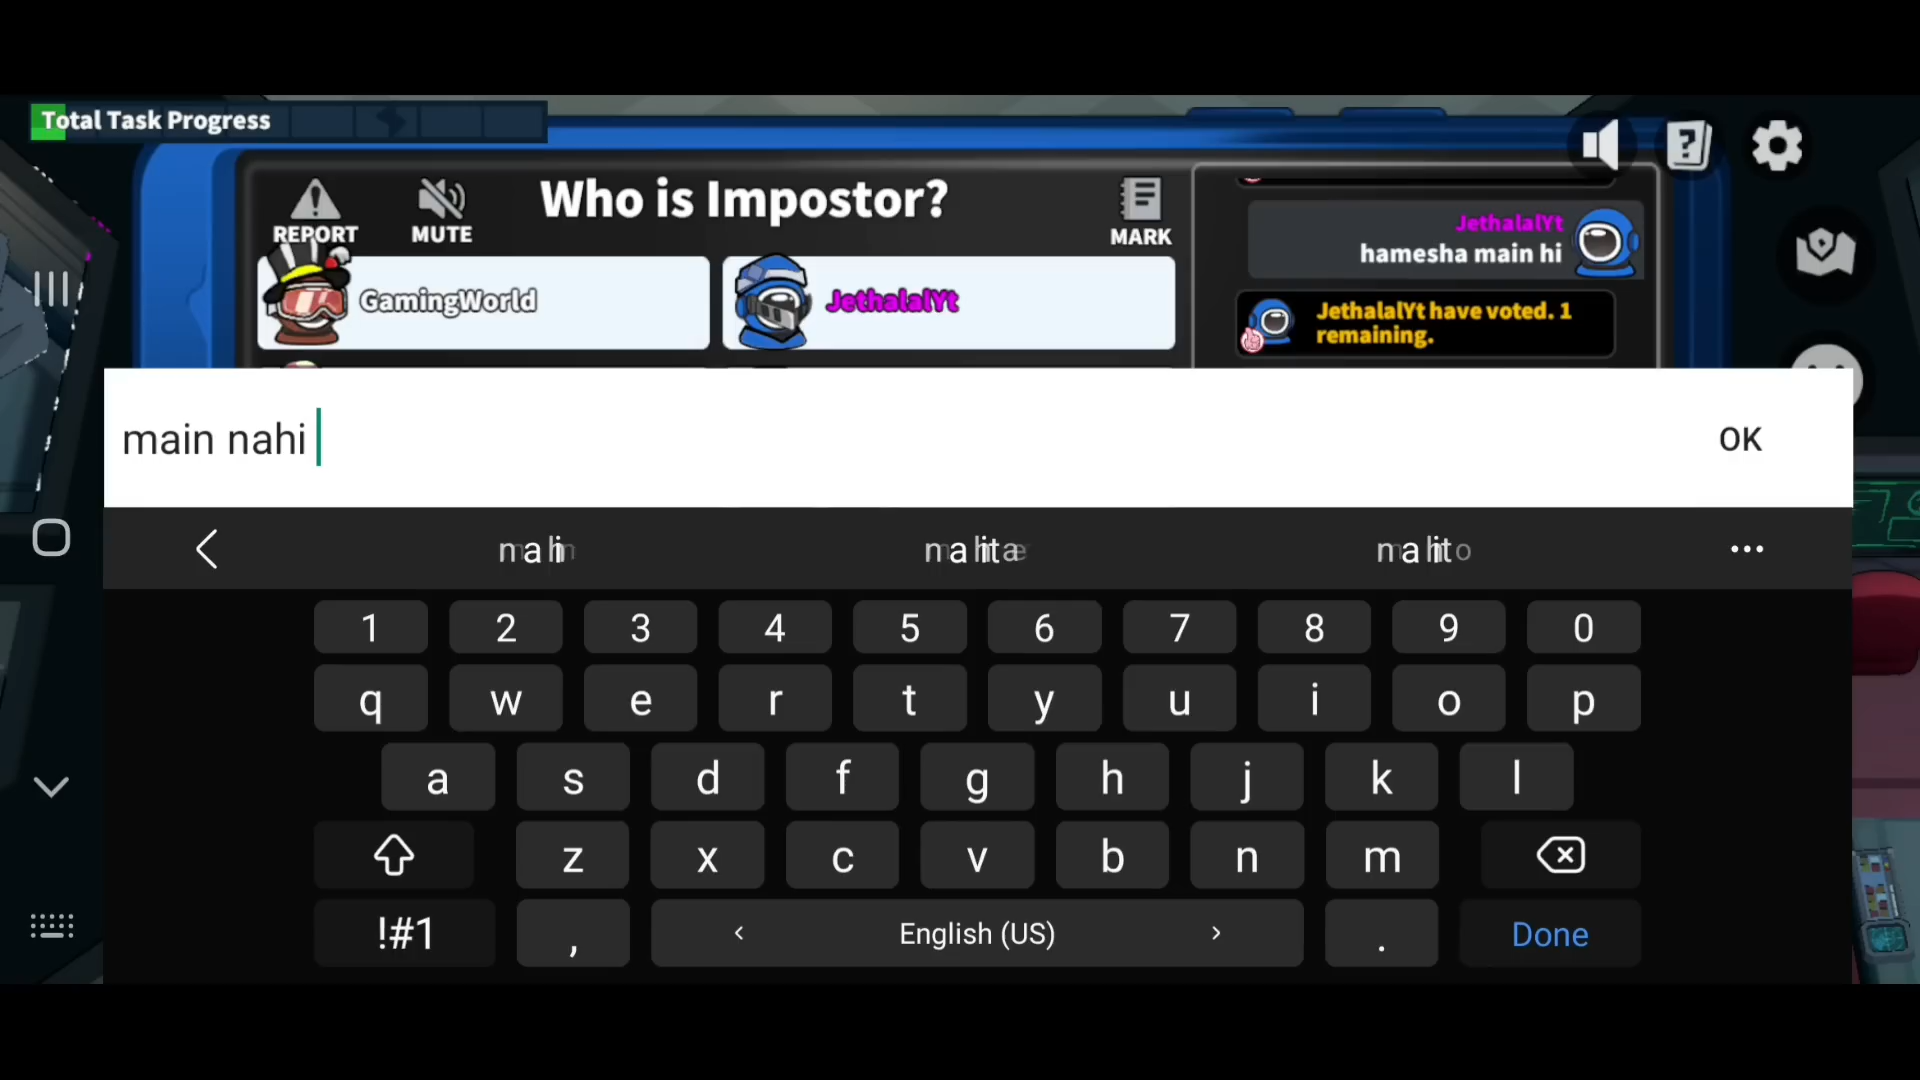 Total Task Progress
Who is Impostor?
REPORT
MUTE
MARK
GamingWorld
JethalalYt
JethalalYt
hamesha main hi
JethalalYt have voted. 1
remaining.
main nahi
OK
1 2 3 4 5 6 7 8 9 0
q w e r t y u i o p
a s d f g h j k l
z x c v b n m
!#1 , < English (US) > . Done